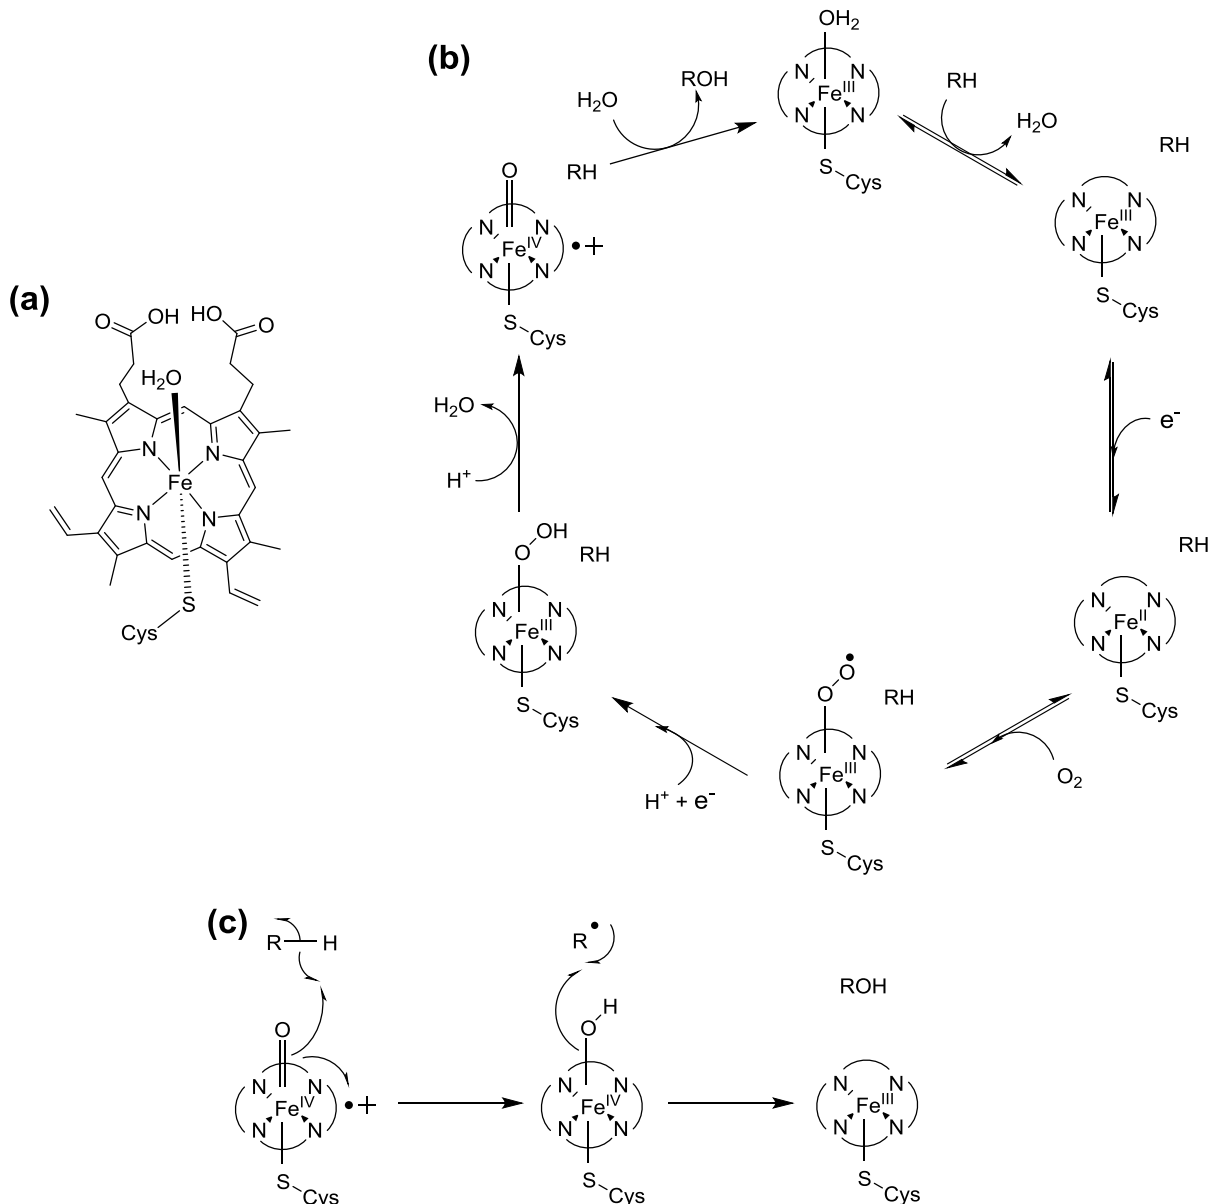 (b)
OH₂
N N
Fe^III
N N
S
Cys
RH
H₂O
RH
N N
Fe^III
N N
S
Cys
e⁻
RH
N N
Fe^II
N N
S
Cys
O₂
O•
O
RH
N N
Fe^III
N N
S
Cys
H⁺ + e⁻
OH
O
RH
N N
Fe^III
N N
S
Cys
H₂O
H⁺
O
N N
Fe^IV •+
N N
S
Cys
H₂O
ROH
RH
(a)
O OH HO O
H₂O
N N
Fe
N N
S
Cys
(c)
R H
O
N N
Fe^IV •+
N N
S
Cys
R•
H
O
N N
Fe^IV
N N
S
Cys
ROH
N N
Fe^III
N N
S
Cys